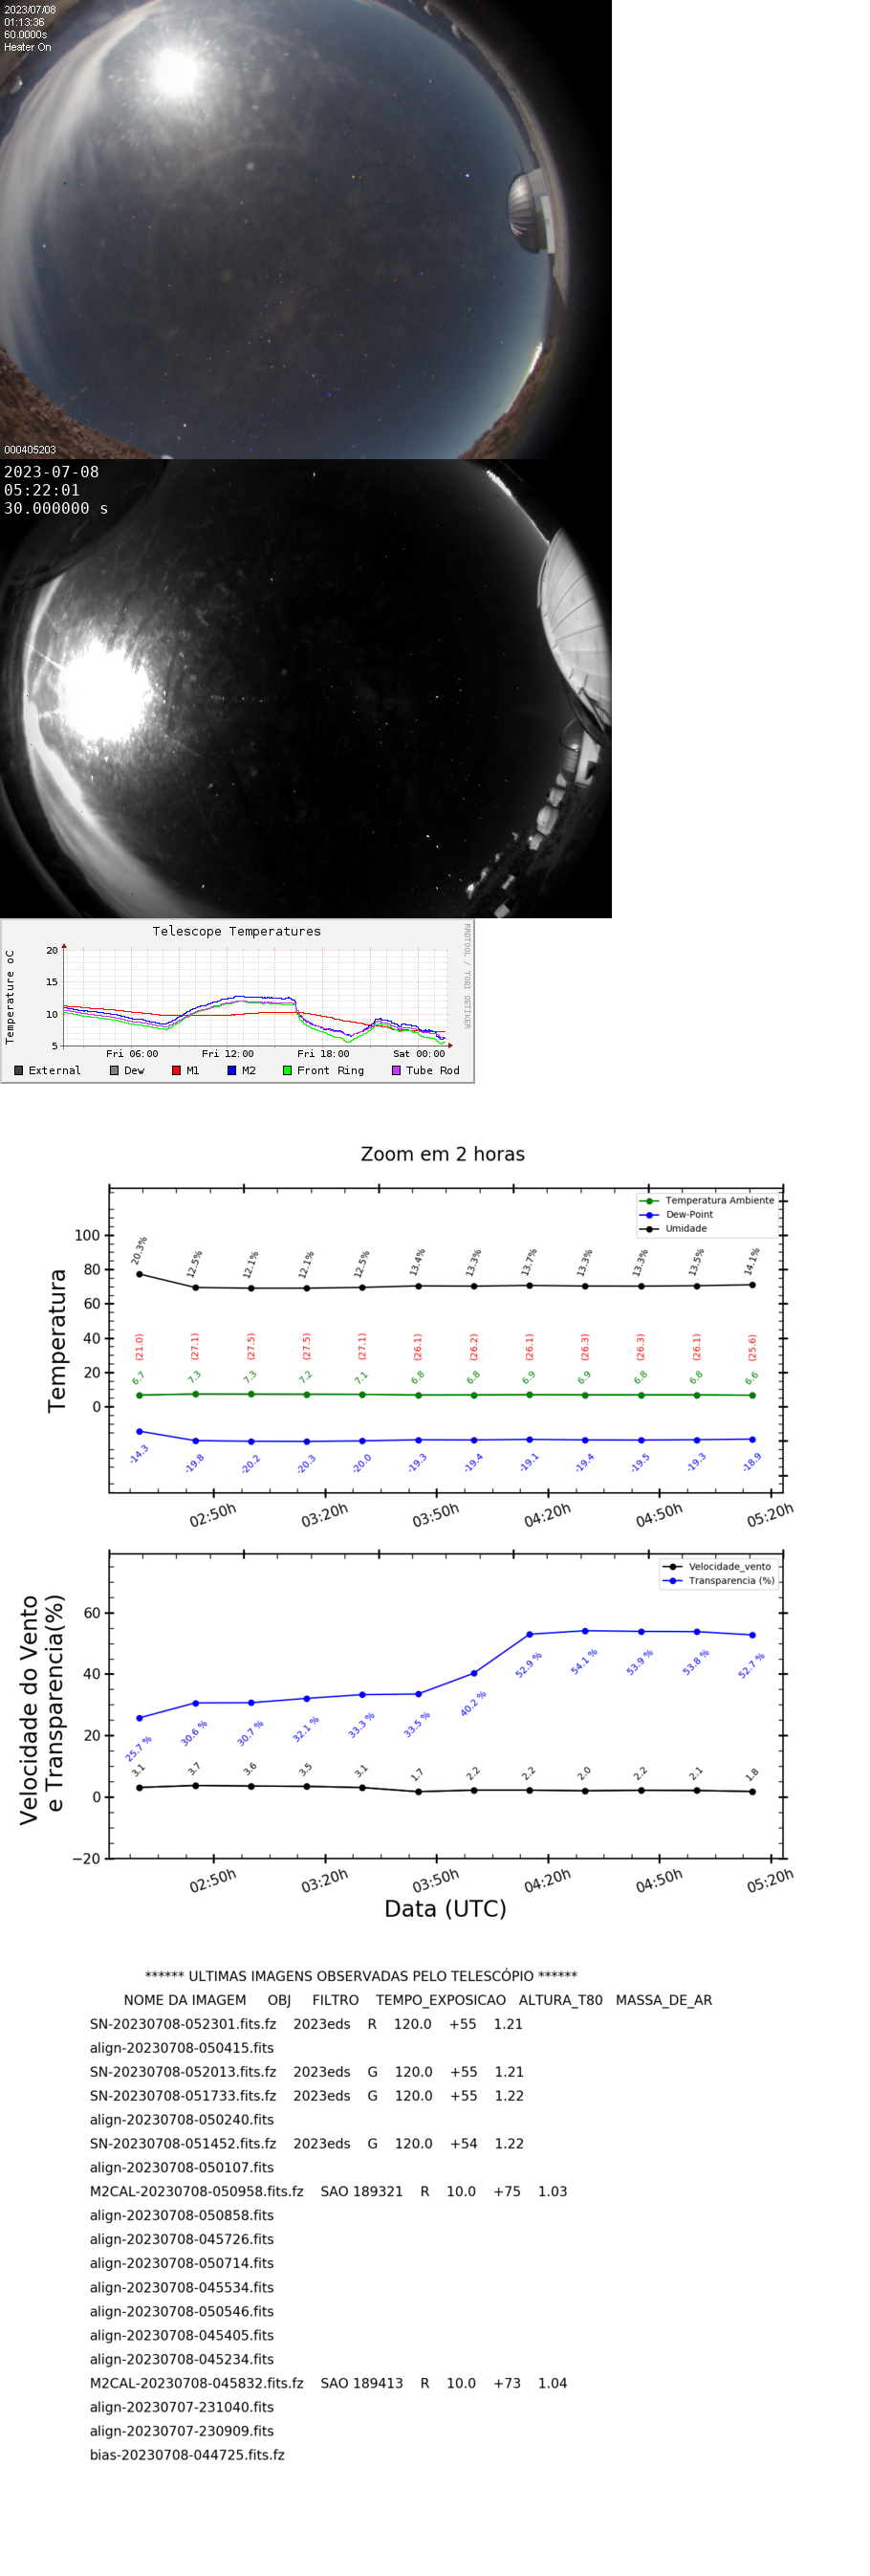 2023/07/08
01:13:36
60.0000s
Heater On
000405203
2023-07-08
05:22:01
30.000000 s
Telescope Temperatures
RRDTOOL / TOBI OETIKER
Temperature oC
20
15
10
5
Fri 06:00 Fri 12:00 Fri 18:00 Sat 00:00
External Dew M1 M2 Front Ring Tube Rod
Zoom em 2 horas
Temperatura
Temperatura Ambiente
Dew-Point
Umidade
100
80
60
40
20
0
20.3% 12.5% 12.1% 12.1% 12.5% 13.4% 13.3% 13.7% 13.3% 13.3% 13.5% 14.1%
(21.0) (27.1) (27.5) (27.5) (27.1) (26.1) (26.2) (26.1) (26.3) (26.3) (26.1) (25.6)
6.7 7.3 7.3 7.2 7.1 6.8 6.8 6.9 6.9 6.8 6.8 6.6
-14.3 -19.8 -20.2 -20.3 -20.0 -19.3 -19.4 -19.1 -19.4 -19.5 -19.3 -18.9
02:50h 03:20h 03:50h 04:20h 04:50h 05:20h
Velocidade do Vento
e Transparencia(%)
Velocidade_vento
Transparencia (%)
60
40
20
0
−20
25.7 % 30.6 % 30.7 % 32.1 % 33.3 % 33.5 % 40.2 % 52.9 % 54.1 % 53.9 % 53.8 % 52.7 %
3.1 3.7 3.6 3.5 3.1 1.7 2.2 2.2 2.0 2.2 2.1 1.8
02:50h 03:20h 03:50h 04:20h 04:50h 05:20h
Data (UTC)
****** ULTIMAS IMAGENS OBSERVADAS PELO TELESCÓPIO ******
NOME DA IMAGEM OBJ FILTRO TEMPO_EXPOSICAO ALTURA_T80 MASSA_DE_AR
SN-20230708-052301.fits.fz 2023eds R 120.0 +55 1.21
align-20230708-050415.fits
SN-20230708-052013.fits.fz 2023eds G 120.0 +55 1.21
SN-20230708-051733.fits.fz 2023eds G 120.0 +55 1.22
align-20230708-050240.fits
SN-20230708-051452.fits.fz 2023eds G 120.0 +54 1.22
align-20230708-050107.fits
M2CAL-20230708-050958.fits.fz SAO 189321 R 10.0 +75 1.03
align-20230708-050858.fits
align-20230708-045726.fits
align-20230708-050714.fits
align-20230708-045534.fits
align-20230708-050546.fits
align-20230708-045405.fits
align-20230708-045234.fits
M2CAL-20230708-045832.fits.fz SAO 189413 R 10.0 +73 1.04
align-20230707-231040.fits
align-20230707-230909.fits
bias-20230708-044725.fits.fz